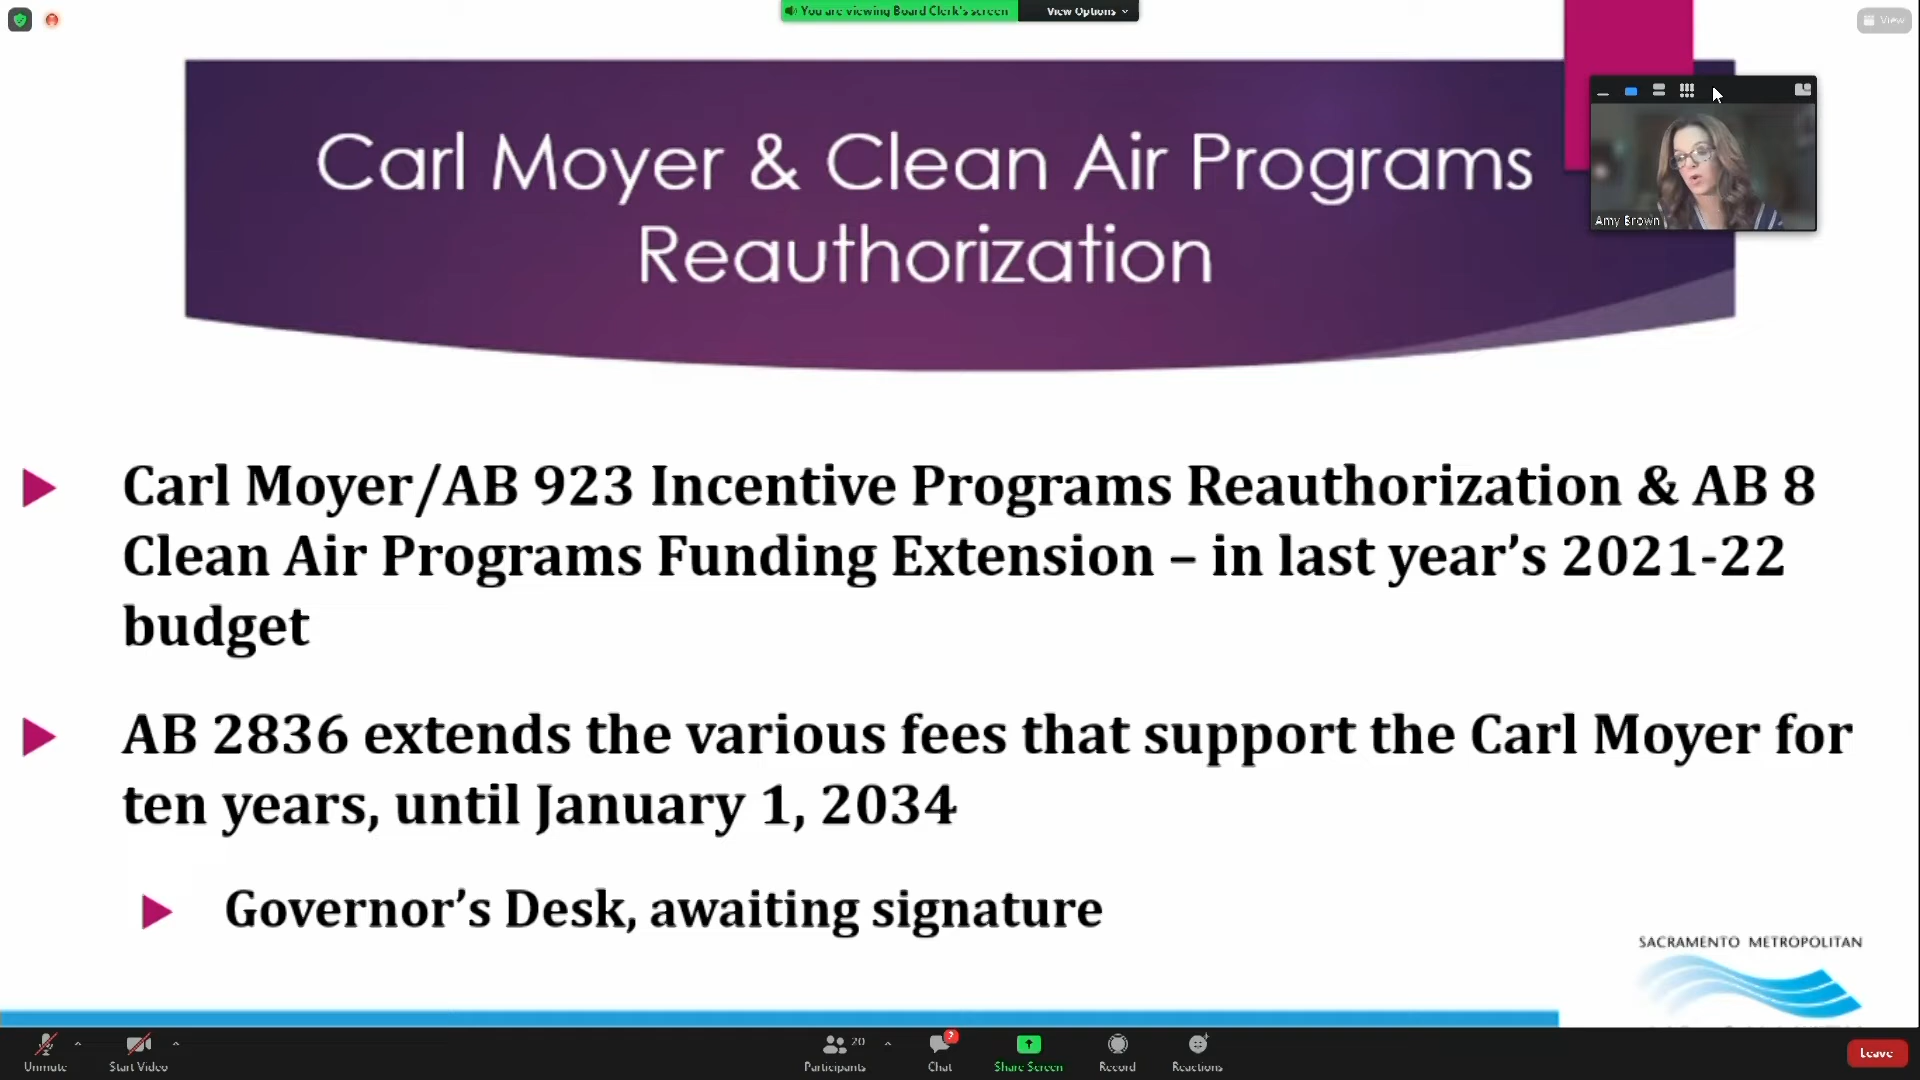 You are viewing Board Clerk's screen
View Options
View
Carl Moyer & Clean Air Programs
Reauthorization
Amy Brown
Carl Moyer/AB 923 Incentive Programs Reauthorization & AB 8
Clean Air Programs Funding Extension – in last year's 2021-22
budget
AB 2836 extends the various fees that support the Carl Moyer for
ten years, until January 1, 2034
Governor's Desk, awaiting signature
SACRAMENTO METROPOLITAN
Unmute
Start Video
Participants
20
Chat
Share Screen
Record
Reactions
Leave